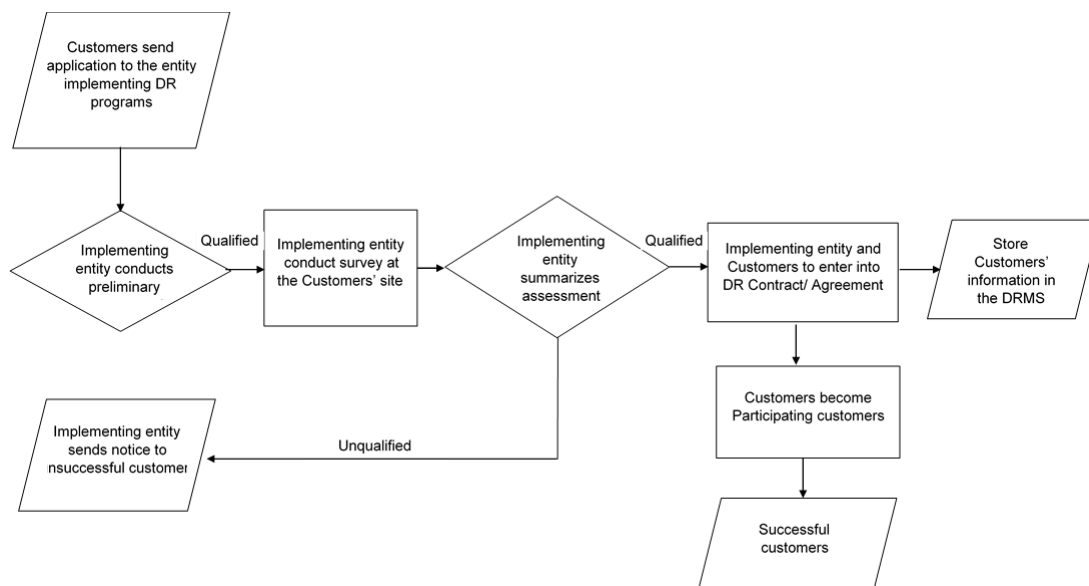 Customers send
application to the entity
implementing DR
programs
Implementing
entity conducts
preliminary
Qualified
Implementing entity
conduct survey at
the Customers' site
Implementing
entity
summarizes
assessment
Qualified
Implementing entity and
Customers to enter into
DR Contract/ Agreement
Store
Customers'
information in
the DRMS
Customers become
Participating customers
Implementing entity
sends notice to
nsuccessful customer
Unqualified
Successful
customers